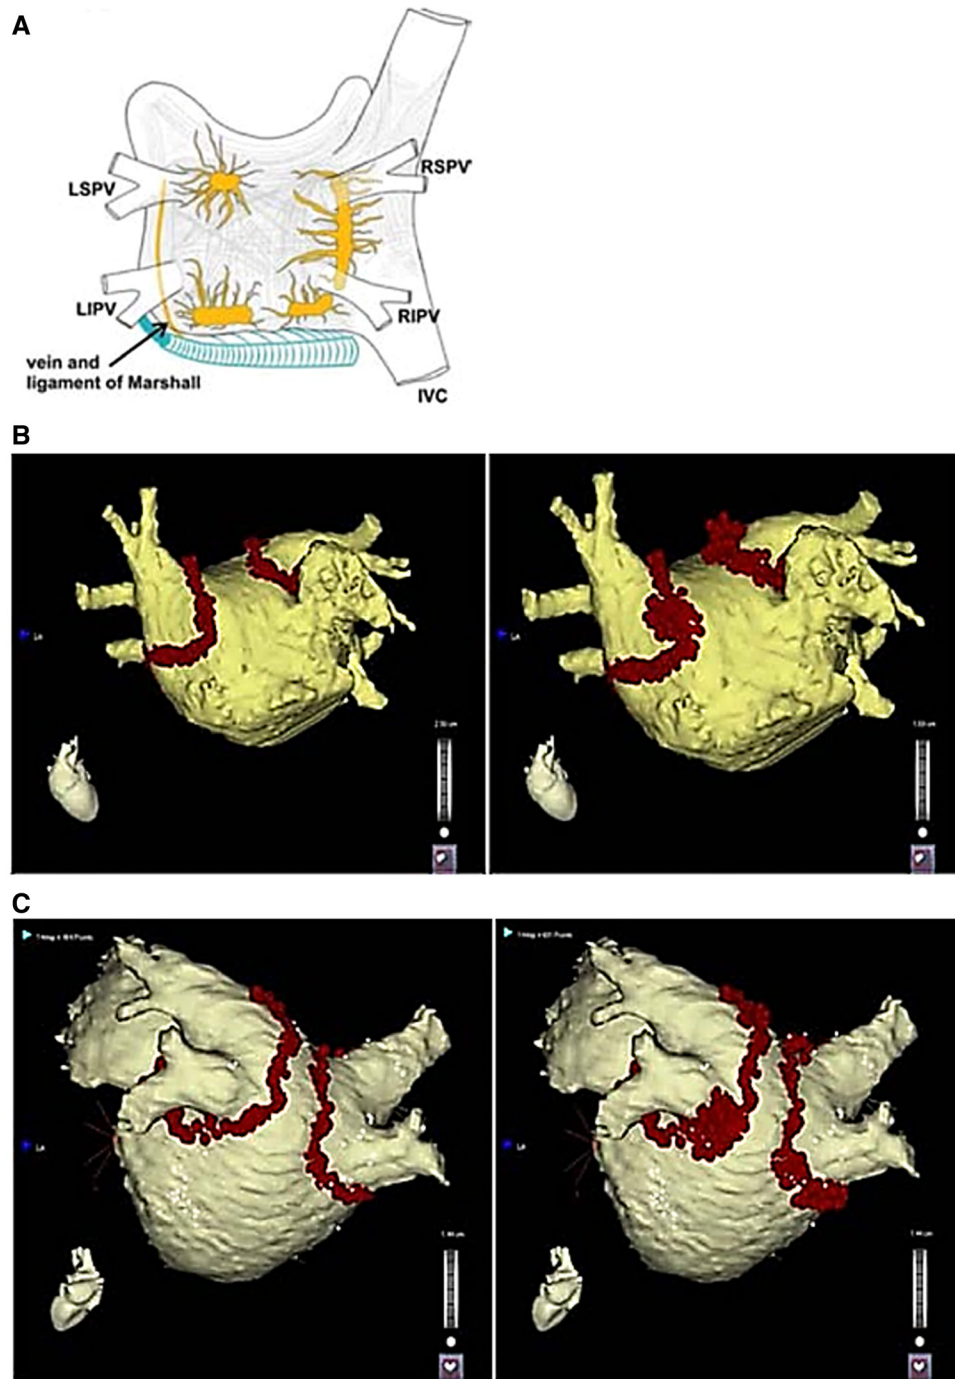 A
LSPV
RSPV
LIPV
RIPV
vein and
ligament of Marshall
IVC
B
LA
LA
C
LA
LA